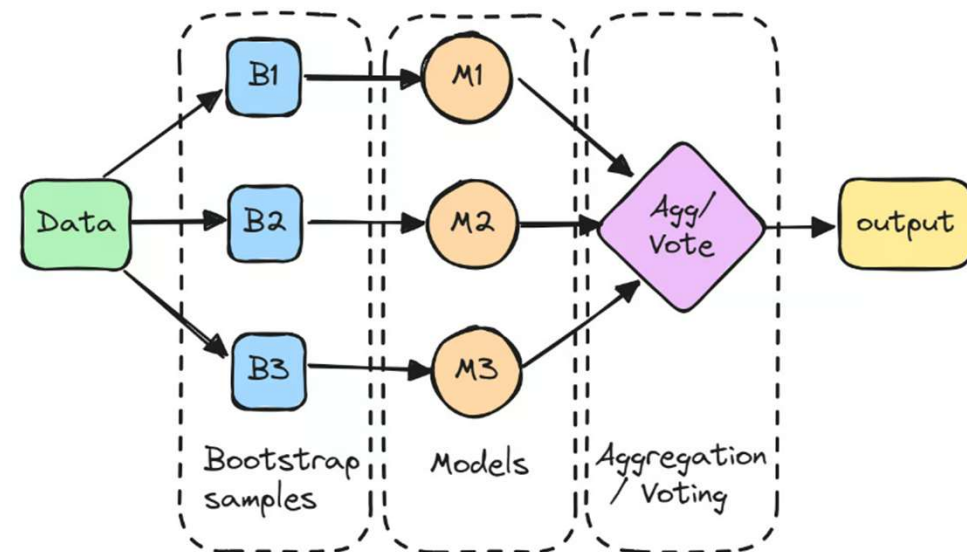 B1
M1
Data
B2
M2
Agg/
Vote
output
B3
M3
Bootstrap
samples
Models
Aggregation
/ Voting